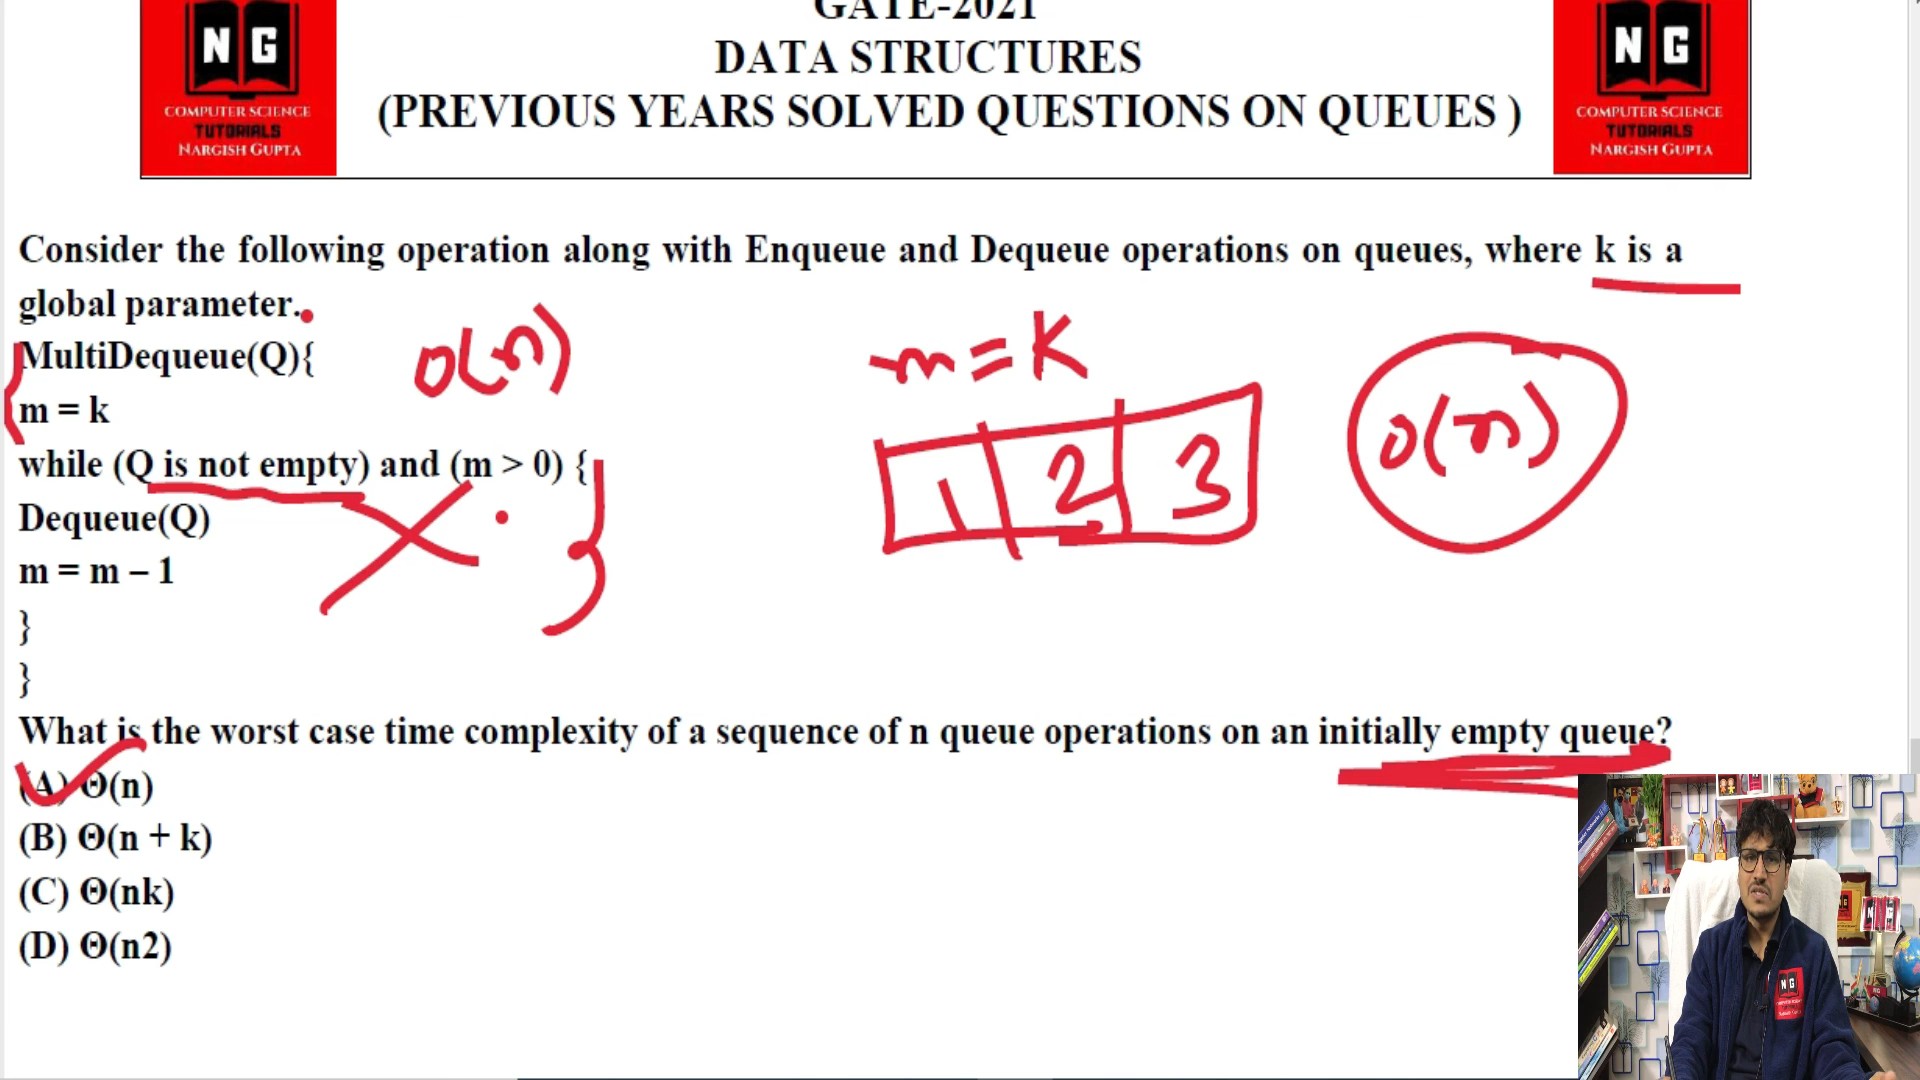 GATE-2021
DATA STRUCTURES
(PREVIOUS YEARS SOLVED QUESTIONS ON QUEUES )
N G
COMPUTER SCIENCE
TUTORIALS
NARGISH GUPTA
N G
COMPUTER SCIENCE
TUTORIALS
NARGISH GUPTA
Consider the following operation along with Enqueue and Dequeue operations on queues, where k is a
global parameter.
MultiDequeue(Q){
m = k
while (Q is not empty) and (m > 0) {
Dequeue(Q)
m = m – 1
}
}
O(n)
m = K
1 2 3
O(n)
What is the worst case time complexity of a sequence of n queue operations on an initially empty queue?
(A) Θ(n)
(B) Θ(n + k)
(C) Θ(nk)
(D) Θ(n2)
NG